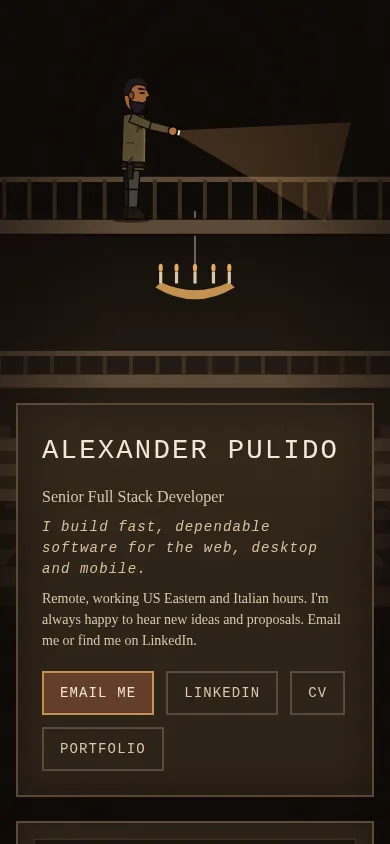 ALEXANDER PULIDO
Senior Full Stack Developer
I build fast, dependable
software for the web, desktop
and mobile.
Remote, working US Eastern and Italian hours. I'm
always happy to hear new ideas and proposals. Email
me or find me on LinkedIn.
EMAIL ME
LINKEDIN
CV
PORTFOLIO